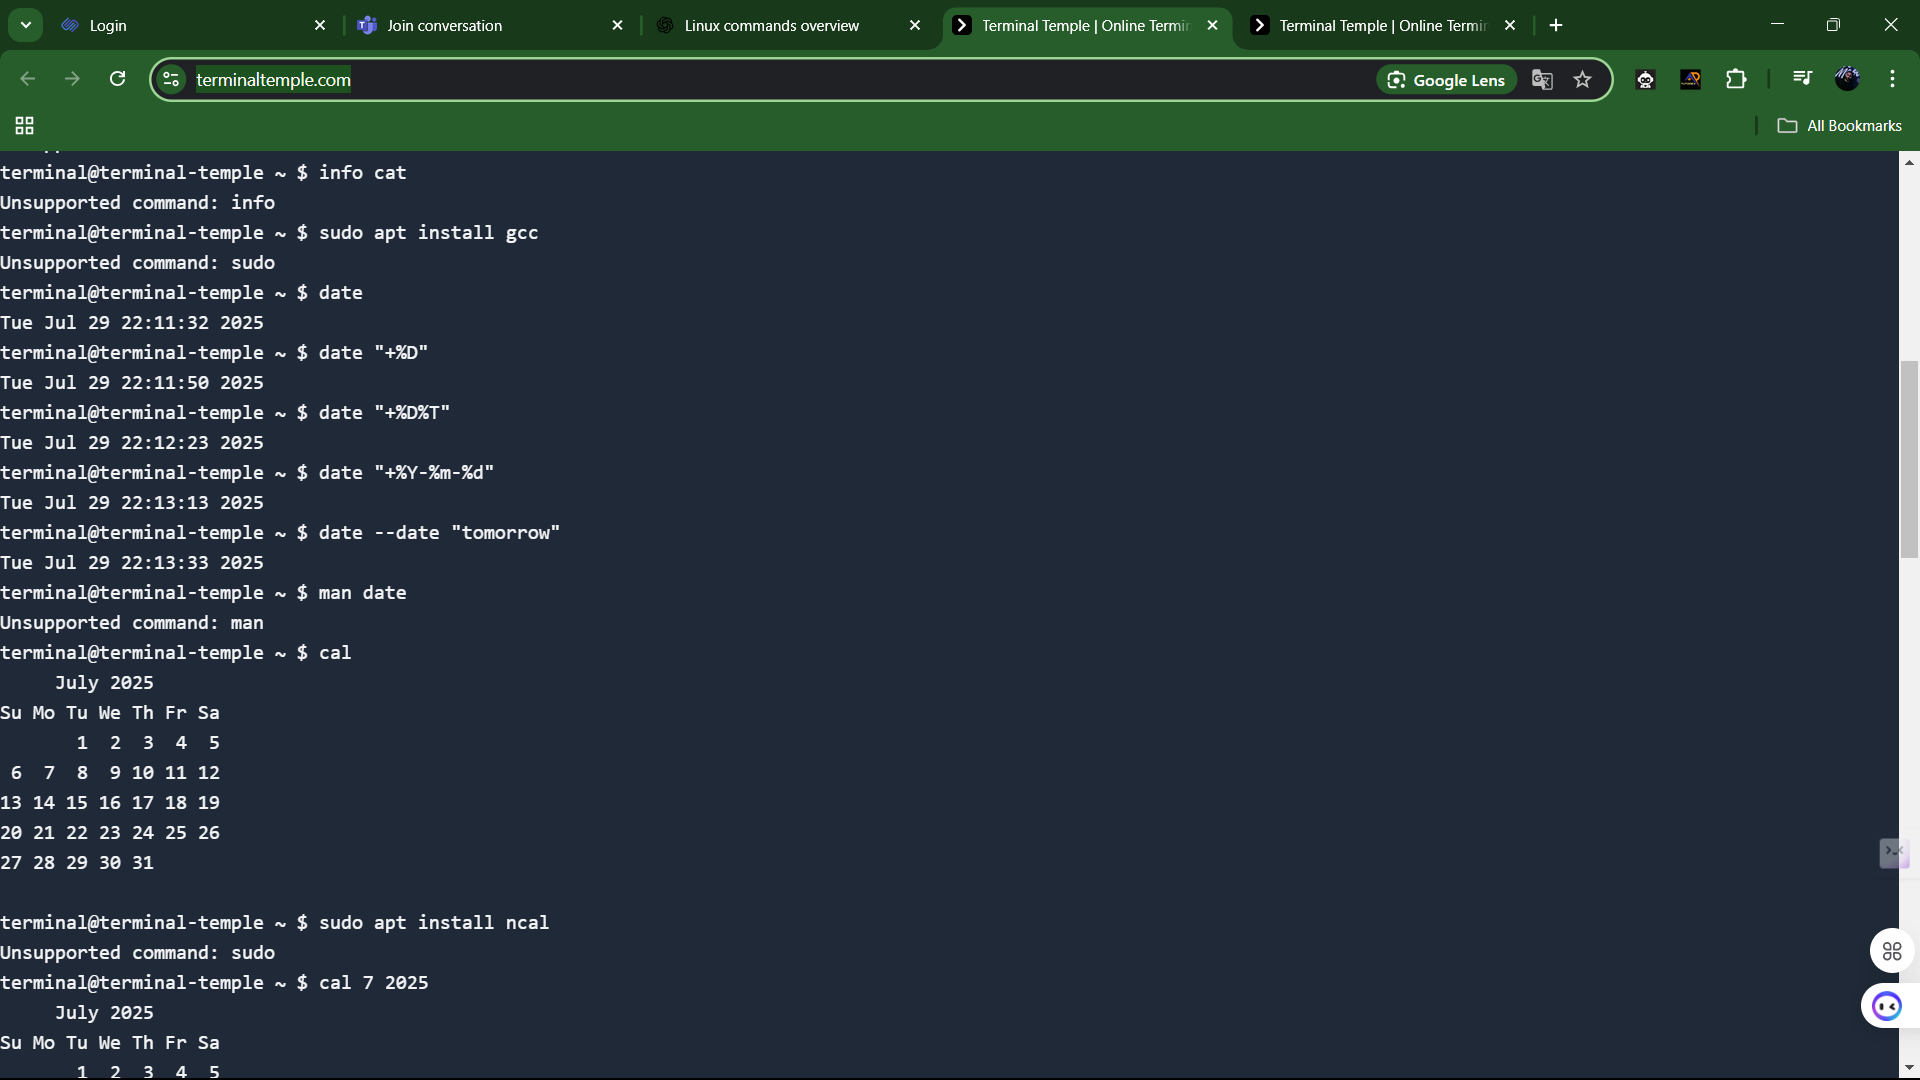 Login
Join conversation
Linux commands overview
Terminal Temple | Online Termin
Terminal Temple | Online Termin
terminaltemple.com
Google Lens
All Bookmarks
terminal@terminal-temple ~ $ info cat
Unsupported command: info
terminal@terminal-temple ~ $ sudo apt install gcc
Unsupported command: sudo
terminal@terminal-temple ~ $ date
Tue Jul 29 22:11:32 2025
terminal@terminal-temple ~ $ date "+%D"
Tue Jul 29 22:11:50 2025
terminal@terminal-temple ~ $ date "+%D%T"
Tue Jul 29 22:12:23 2025
terminal@terminal-temple ~ $ date "+%Y-%m-%d"
Tue Jul 29 22:13:13 2025
terminal@terminal-temple ~ $ date --date "tomorrow"
Tue Jul 29 22:13:33 2025
terminal@terminal-temple ~ $ man date
Unsupported command: man
terminal@terminal-temple ~ $ cal
     July 2025
Su Mo Tu We Th Fr Sa
       1  2  3  4  5
 6  7  8  9 10 11 12
13 14 15 16 17 18 19
20 21 22 23 24 25 26
27 28 29 30 31
terminal@terminal-temple ~ $ sudo apt install ncal
Unsupported command: sudo
terminal@terminal-temple ~ $ cal 7 2025
     July 2025
Su Mo Tu We Th Fr Sa
       1  2  3  4  5